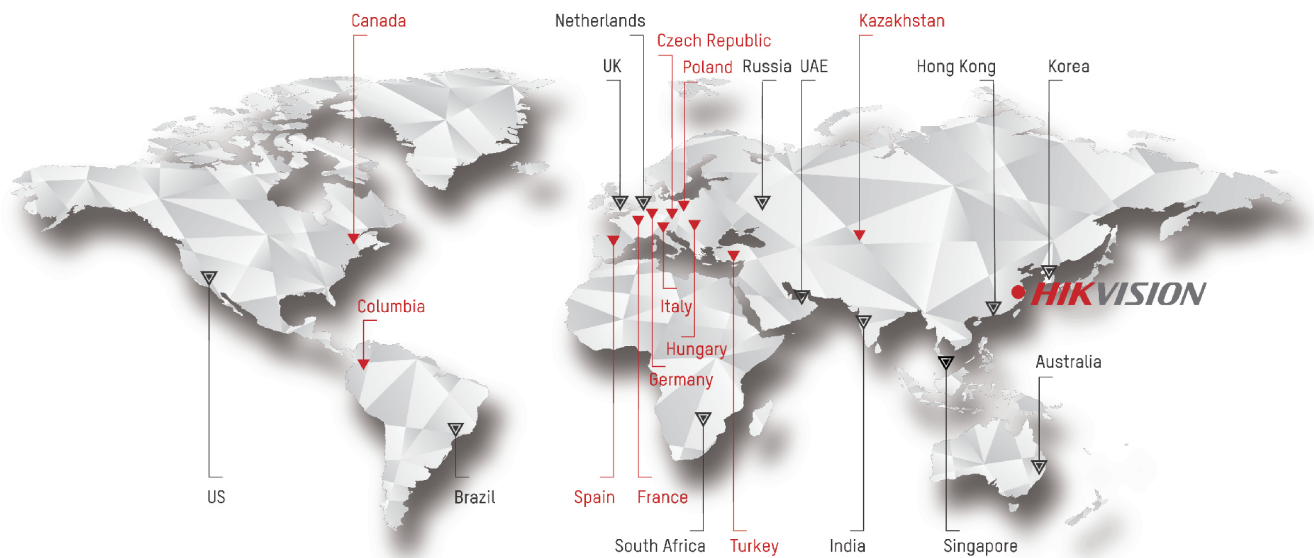 Canada
Netherlands
Kazakhstan
Czech Republic
UK
Poland
Russia
UAE
Hong Kong
Korea
HIKVISION
Columbia
Italy
Hungary
Australia
Germany
US
Brazil
Spain
France
South Africa
Turkey
India
Singapore